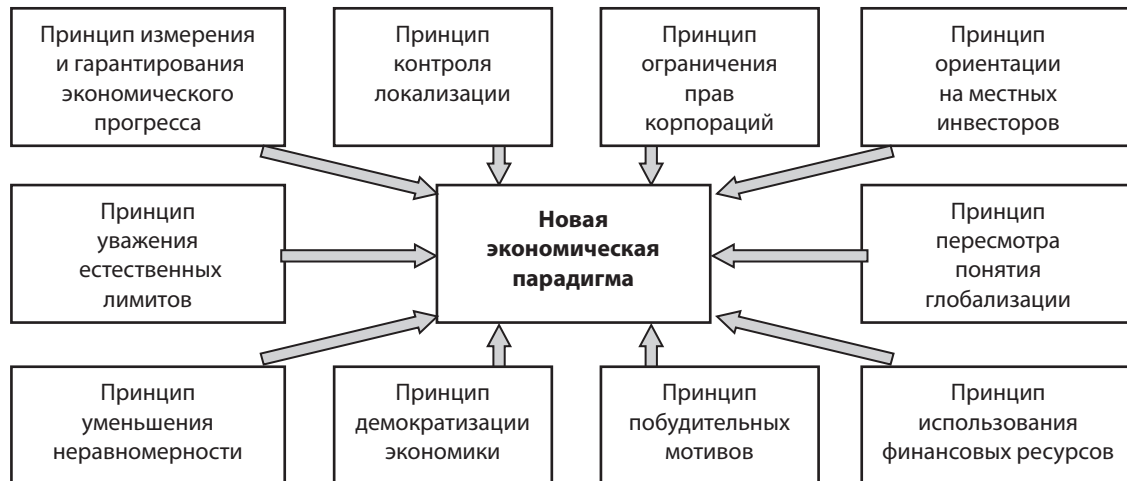 Принцип измерения
и гарантирования
экономического
прогресса
Принцип
контроля
локализации
Принцип
ограничения
прав
корпораций
Принцип
ориентации
на местных
инвесторов
Принцип
уважения
естественных
лимитов
Новая
экономическая
парадигма
Принцип
пересмотра
понятия
глобализации
Принцип
уменьшения
неравномерности
Принцип
демократизации
экономики
Принцип
побудительных
мотивов
Принцип
использования
финансовых ресурсов